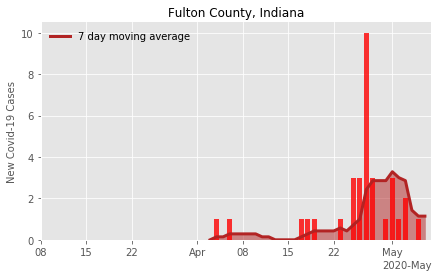 Fulton County, Indiana
7 day moving average
New Covid-19 Cases
10
8
6
4
2
0
08 15 22 Apr 08 15 22 May
2020-May